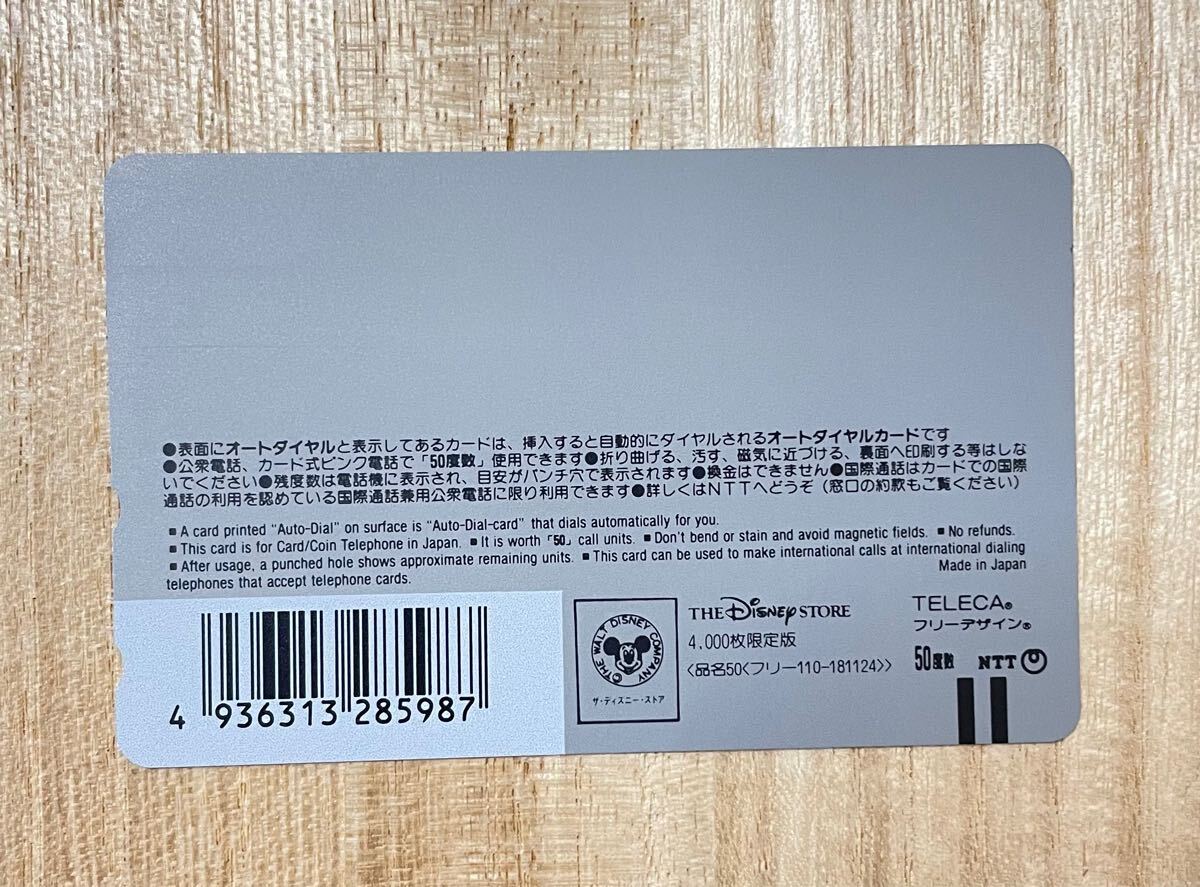 ●表面にオートダイヤルと表示してあるカードは、挿入すると自動的にダイヤルされるオートダイヤルカードです
●公衆電話、カード式ピンク電話で「50度数」使用できます●折り曲げる、汚す、磁気に近づける、裏面へ印刷する等はしな
いでください●残度数は電話機に表示され、目安がパンチ穴で表示されます●換金はできません●国際通話はカードでの国際
通話の利用を認めている国際通話兼用公衆電話に限り利用できます●詳しくはNTTへどうぞ（窓口の約款もご覧ください）
■A card printed “Auto-Dial” on surface is “Auto-Dial-card” that dials automatically for you.
■This card is for Card/Coin Telephone in Japan. ■It is worth「50」call units. ■Don't bend or stain and avoid magnetic fields. ■No refunds.
■After usage, a punched hole shows approximate remaining units. ■This card can be used to make international calls at international dialing
telephones that accept telephone cards.
Made in Japan
4 936313 285987
©THE WALT DISNEY COMPANY
ザ・ディズニー・ストア
THE DISNEY STORE
4,000枚限定版
〈品名50〈フリー110-181124〉〉
TELECA®
フリーデザイン®
50度数 NTT